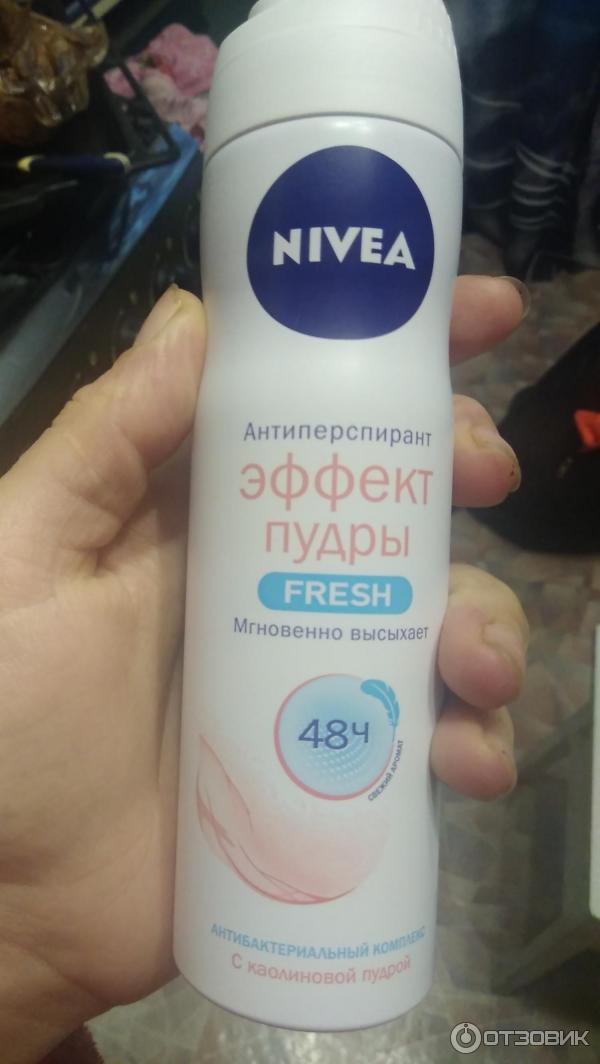 NIVEA
Антиперспирант
эффект
пудры
FRESH
Мгновенно высыхает
48ч
СВЕЖИЙ АРОМАТ
АНТИБАКТЕРИАЛЬНЫЙ КОМПЛЕКС
С каолиновой пудрой
ОТЗОВИК